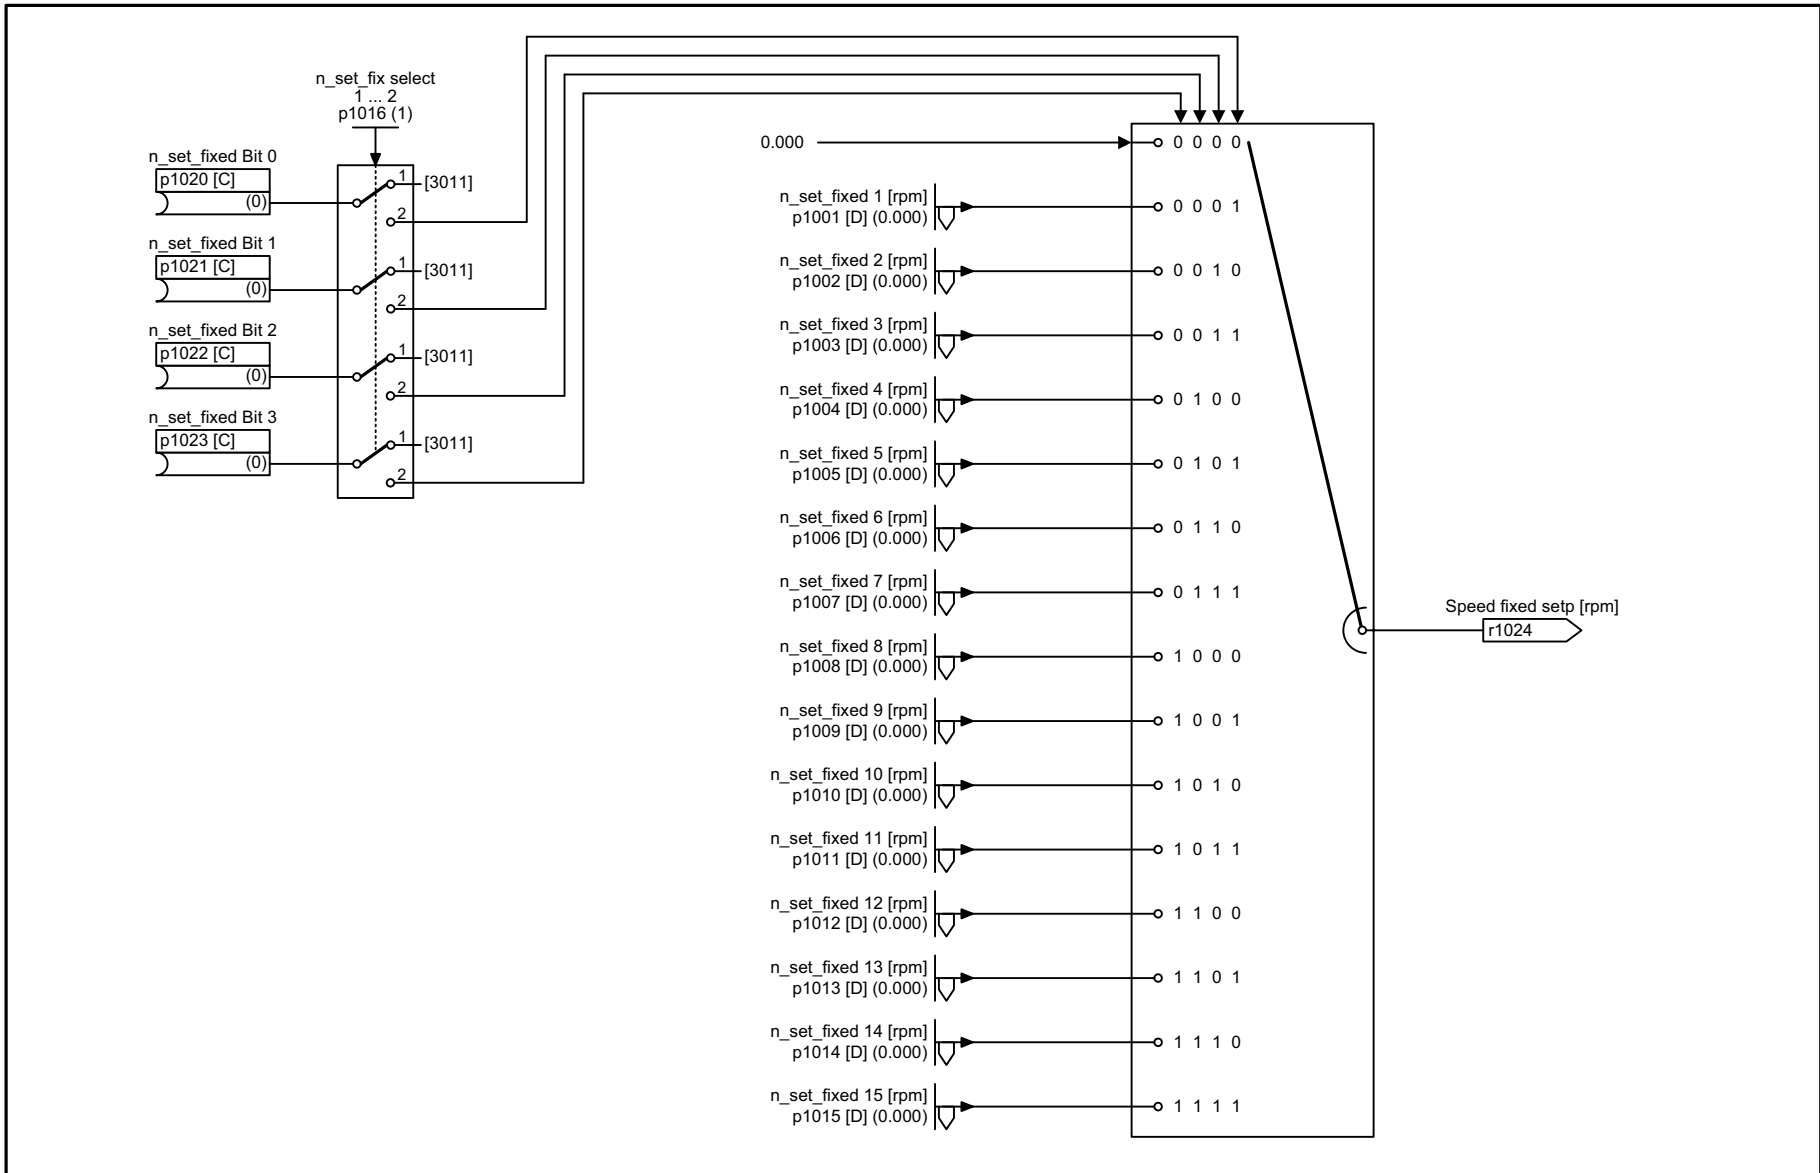 n_set_fix select
1 ... 2
p1016 (1)
n_set_fixed Bit 0
p1020 [C]
(0)
1
[3011]
2
n_set_fixed Bit 1
p1021 [C]
(0)
1
[3011]
2
n_set_fixed Bit 2
p1022 [C]
(0)
1
[3011]
2
n_set_fixed Bit 3
p1023 [C]
(0)
1
[3011]
2
0.000
0 0 0 0
n_set_fixed 1 [rpm]
p1001 [D] (0.000)
0 0 0 1
n_set_fixed 2 [rpm]
p1002 [D] (0.000)
0 0 1 0
n_set_fixed 3 [rpm]
p1003 [D] (0.000)
0 0 1 1
n_set_fixed 4 [rpm]
p1004 [D] (0.000)
0 1 0 0
n_set_fixed 5 [rpm]
p1005 [D] (0.000)
0 1 0 1
n_set_fixed 6 [rpm]
p1006 [D] (0.000)
0 1 1 0
n_set_fixed 7 [rpm]
p1007 [D] (0.000)
0 1 1 1
n_set_fixed 8 [rpm]
p1008 [D] (0.000)
1 0 0 0
n_set_fixed 9 [rpm]
p1009 [D] (0.000)
1 0 0 1
n_set_fixed 10 [rpm]
p1010 [D] (0.000)
1 0 1 0
n_set_fixed 11 [rpm]
p1011 [D] (0.000)
1 0 1 1
n_set_fixed 12 [rpm]
p1012 [D] (0.000)
1 1 0 0
n_set_fixed 13 [rpm]
p1013 [D] (0.000)
1 1 0 1
n_set_fixed 14 [rpm]
p1014 [D] (0.000)
1 1 1 0
n_set_fixed 15 [rpm]
p1015 [D] (0.000)
1 1 1 1
Speed fixed setp [rpm]
r1024